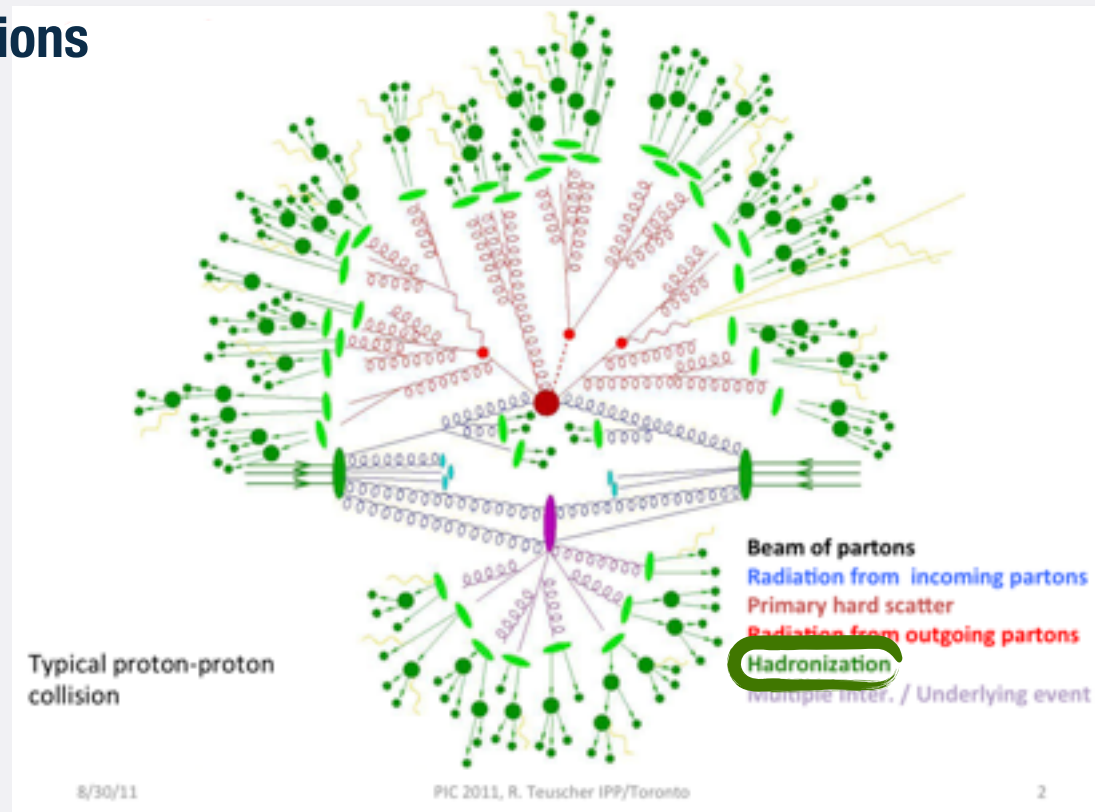 ions
Beam of partons
Radiation from incoming partons
Primary hard scatter
Radiation from outgoing partons
Hadronization
Multiple Inter. / Underlying event
Typical proton-proton
collision
8/30/11
PIC 2011, R. Teuscher IPP/Toronto
2